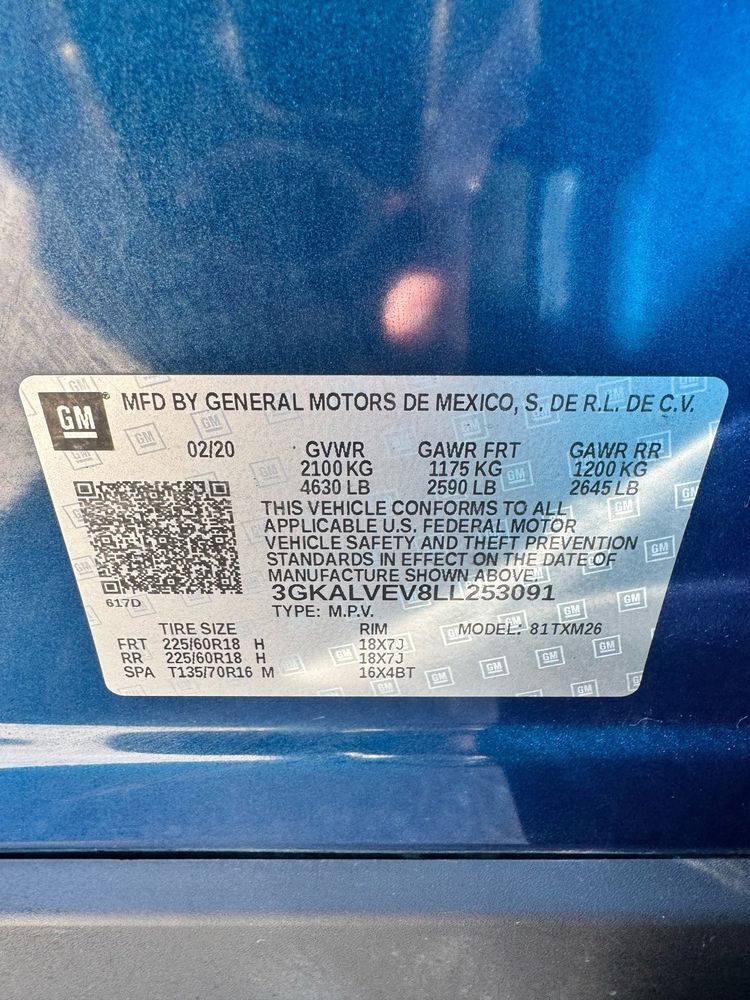 GM
MFD BY GENERAL MOTORS DE MEXICO, S. DE R.L. DE C.V.
02/20 GVWR GAWR FRT GAWR RR
2100 KG 1175 KG 1200 KG
4630 LB 2590 LB 2645 LB
THIS VEHICLE CONFORMS TO ALL
APPLICABLE U.S. FEDERAL MOTOR
VEHICLE SAFETY AND THEFT PREVENTION
STANDARDS IN EFFECT ON THE DATE OF
MANUFACTURE SHOWN ABOVE.
617D
3GKALVEV8LL253091
TYPE: M.P.V.
TIRE SIZE RIM MODEL: 81TXM26
FRT 225/60R18 H 18X7J
RR 225/60R18 H 18X7J
SPA T135/70R16 M 16X4BT